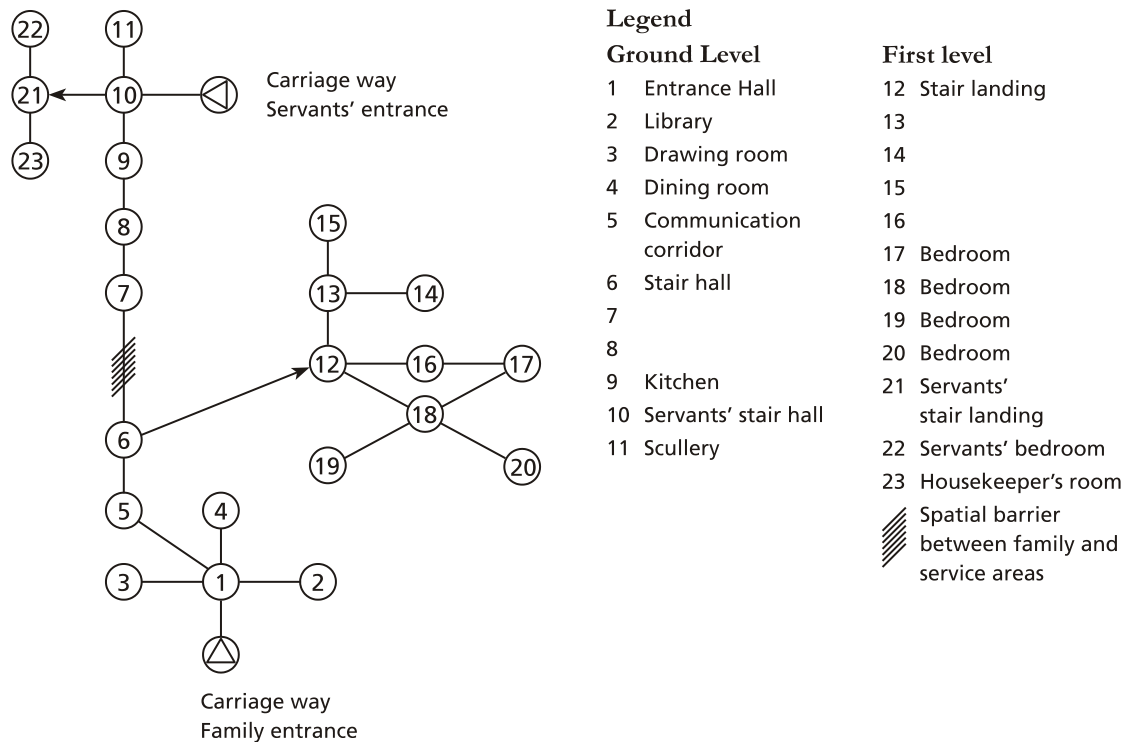 22
11
21
10
Carriage way
Servants’ entrance
23
9
8
15
7
13
14
12
16
17
6
18
19
20
5
4
3
1
2
Carriage way
Family entrance
Legend
Ground Level
1 Entrance Hall
2 Library
3 Drawing room
4 Dining room
5 Communication
corridor
6 Stair hall
7
8
9 Kitchen
10 Servants’ stair hall
11 Scullery
First level
12 Stair landing
13
14
15
16
17 Bedroom
18 Bedroom
19 Bedroom
20 Bedroom
21 Servants’
stair landing
22 Servants’ bedroom
23 Housekeeper’s room
Spatial barrier
between family and
service areas